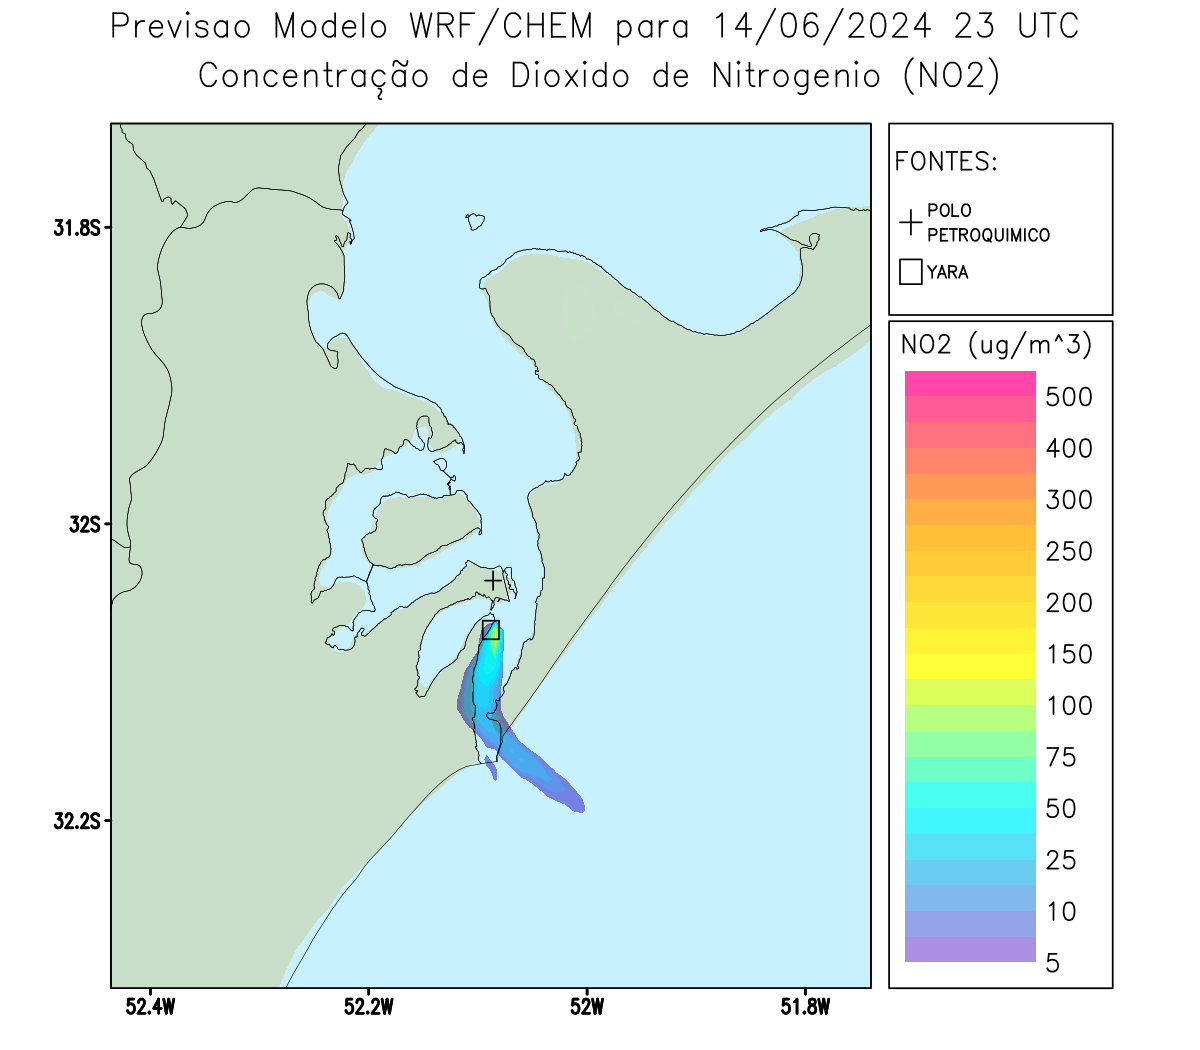 Previsao Modelo WRF/CHEM para 14/06/2024 23 UTC
Concentração de Dioxido de Nitrogenio (NO2)
FONTES:
POLO
PETROQUIMICO
YARA
NO2 (ug/m^3)
500
400
300
250
200
150
100
75
50
25
10
5
31.8S
32S
32.2S
52.4W
52.2W
52W
51.8W